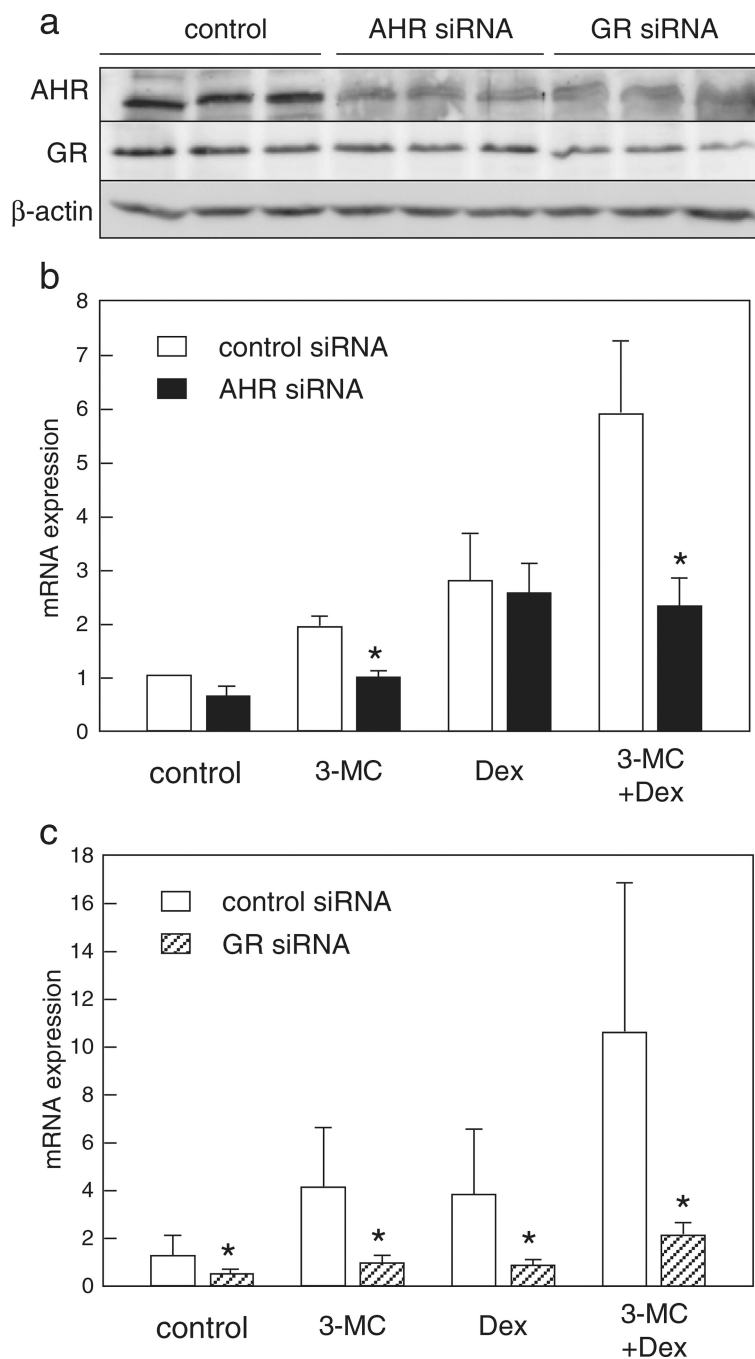 a
control AHR siRNA GR siRNA
AHR
GR
β-actin
b
8
7
6
5
4
3
2
1
0
mRNA expression
control siRNA
AHR siRNA
*
*
control 3-MC Dex 3-MC
+Dex
c
18
16
14
12
10
8
6
4
2
0
mRNA expression
control siRNA
GR siRNA
*
*
*
*
control 3-MC Dex 3-MC
+Dex